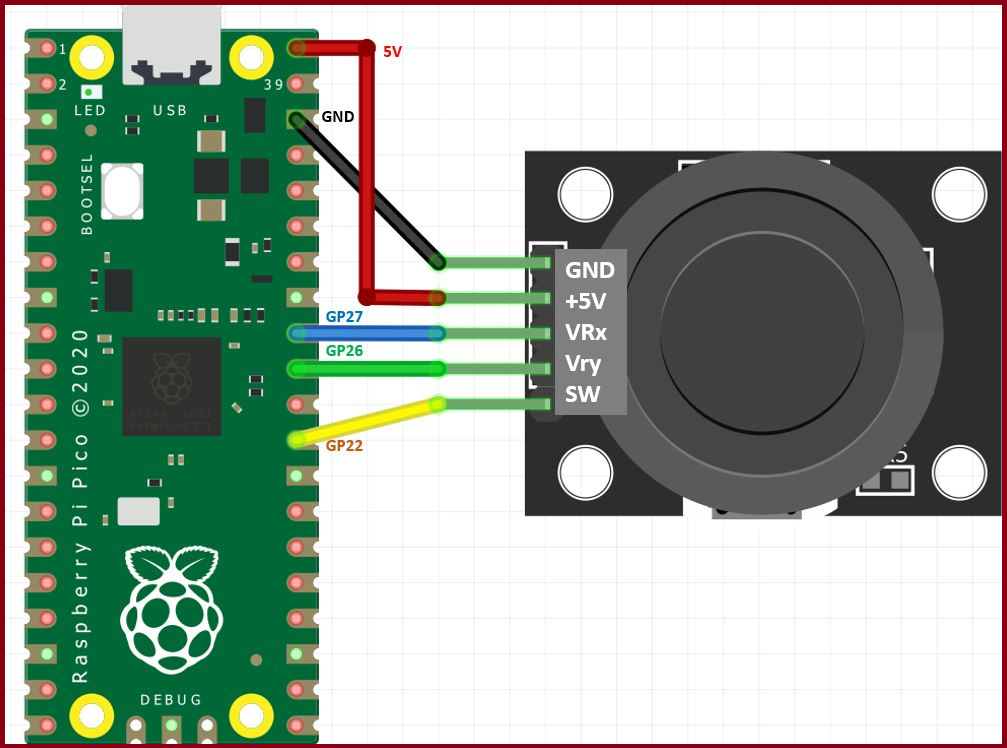 1
5V
2
39
LED
USB
GND
BOOTSEL
GND
+5V
GP27
VRx
GP26
Vry
SW
GP22
Raspberry Pi Pico ©2020
DEBUG